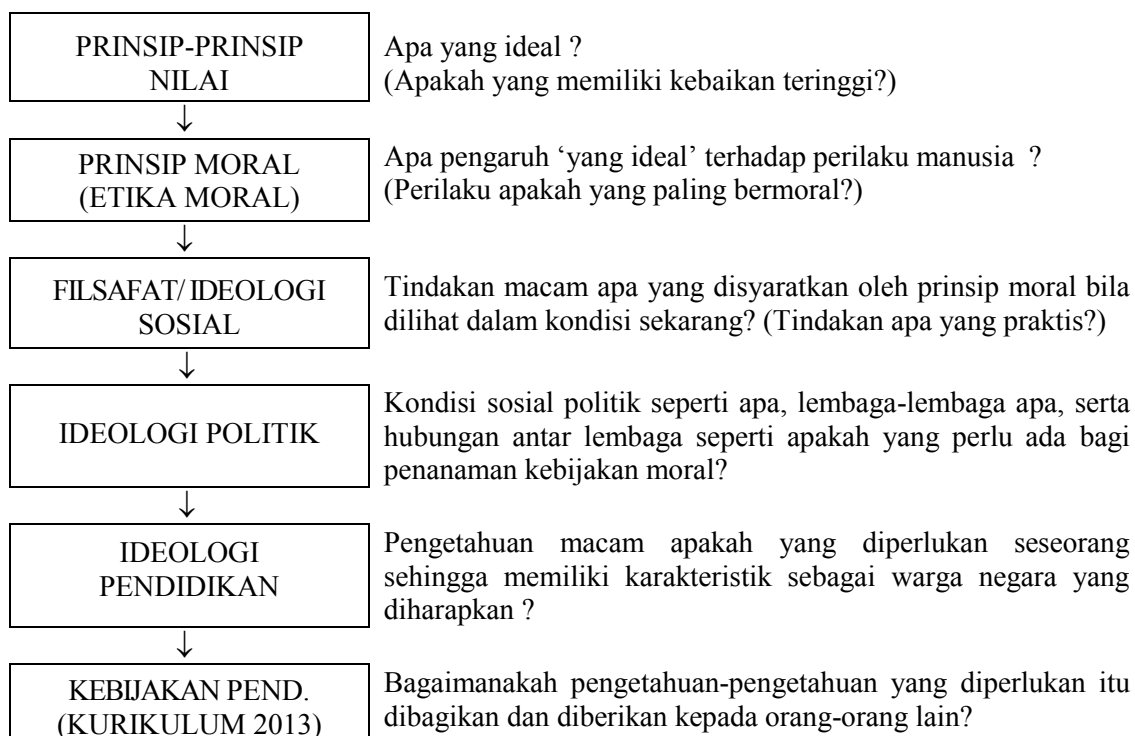 PRINSIP-PRINSIP
NILAI
Apa yang ideal ?
(Apakah yang memiliki kebaikan teringgi?)
↓
PRINSIP MORAL
(ETIKA MORAL)
Apa pengaruh ‘yang ideal’ terhadap perilaku manusia ?
(Perilaku apakah yang paling bermoral?)
↓
FILSAFAT/ IDEOLOGI
SOSIAL
Tindakan macam apa yang disyaratkan oleh prinsip moral bila
dilihat dalam kondisi sekarang? (Tindakan apa yang praktis?)
↓
IDEOLOGI POLITIK
Kondisi sosial politik seperti apa, lembaga-lembaga apa, serta
hubungan antar lembaga seperti apakah yang perlu ada bagi
penanaman kebijakan moral?
↓
IDEOLOGI
PENDIDIKAN
Pengetahuan macam apakah yang diperlukan seseorang
sehingga memiliki karakteristik sebagai warga negara yang
diharapkan ?
↓
KEBIJAKAN PEND.
(KURIKULUM 2013)
Bagaimanakah pengetahuan-pengetahuan yang diperlukan itu
dibagikan dan diberikan kepada orang-orang lain?